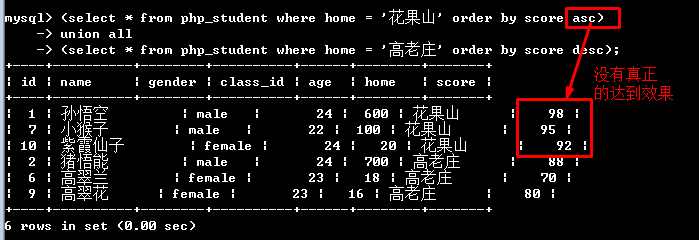 mysql> (select * from php_student where home = '花果山' order by score asc)
-> union all
-> (select * from php_student where home = '高老庄' order by score desc);
没有真正
的达到效果
| id | name | gender | class_id | age | home | score |
| 1 | 孙悟空 | male | 24 | 600 | 花果山 | 98 |
| 7 | 小猴子 | male | 22 | 100 | 花果山 | 95 |
| 10 | 紫霞仙子 | female | 24 | 20 | 花果山 | 92 |
| 2 | 猪悟能 | male | 24 | 700 | 高老庄 | 88 |
| 6 | 高翠兰 | female | 23 | 18 | 高老庄 | 70 |
| 9 | 高翠花 | female | 23 | 16 | 高老庄 | 80 |
6 rows in set (0.00 sec)